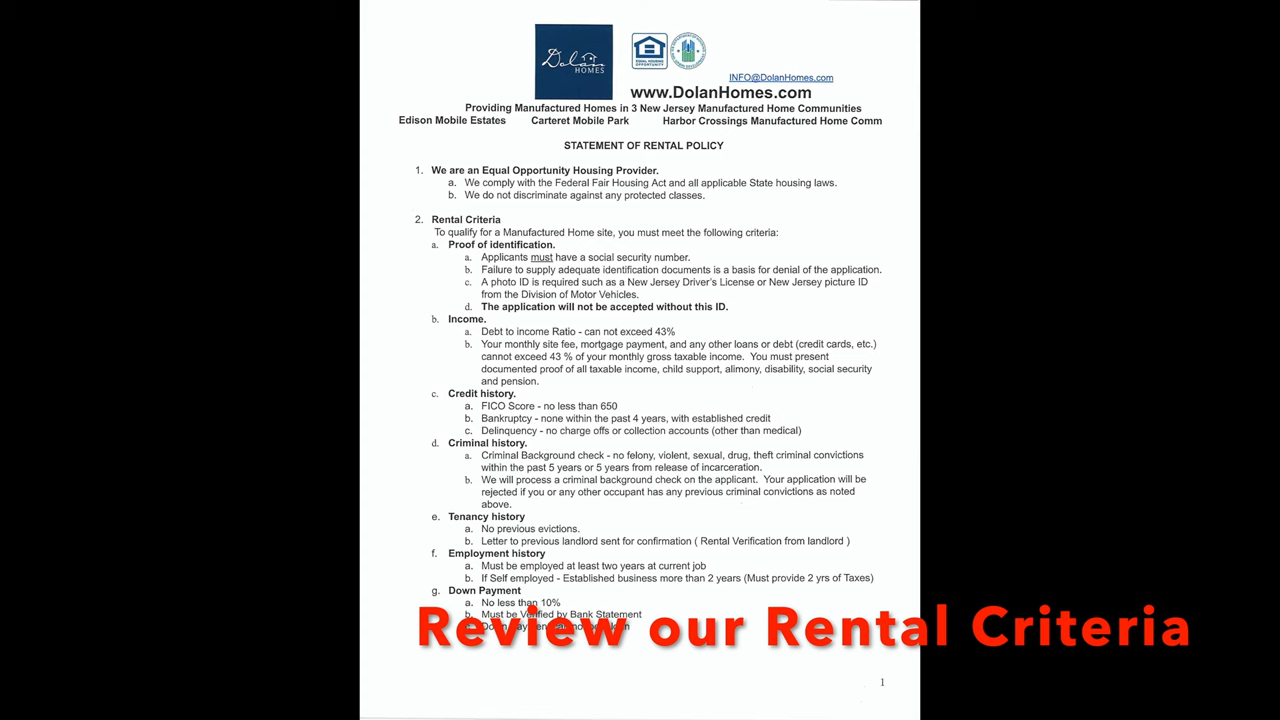 Dolan
HOMES
EQUAL HOUSING
OPPORTUNITY
INFO@DolanHomes.com
www.DolanHomes.com
Providing Manufactured Homes in 3 New Jersey Manufactured Home Communities
Edison Mobile Estates Carteret Mobile Park Harbor Crossings Manufactured Home Comm
STATEMENT OF RENTAL POLICY
1. We are an Equal Opportunity Housing Provider.
a. We comply with the Federal Fair Housing Act and all applicable State housing laws.
b. We do not discriminate against any protected classes.
2. Rental Criteria
To qualify for a Manufactured Home site, you must meet the following criteria:
a. Proof of identification.
a. Applicants must have a social security number.
b. Failure to supply adequate identification documents is a basis for denial of the application.
c. A photo ID is required such as a New Jersey Driver's License or New Jersey picture ID
from the Division of Motor Vehicles.
d. The application will not be accepted without this ID.
b. Income.
a. Debt to income Ratio - can not exceed 43%
b. Your monthly site fee, mortgage payment, and any other loans or debt (credit cards, etc.)
cannot exceed 43 % of your monthly gross taxable income. You must present
documented proof of all taxable income, child support, alimony, disability, social security
and pension.
c. Credit history.
a. FICO Score - no less than 650
b. Bankruptcy - none within the past 4 years, with established credit
c. Delinquency - no charge offs or collection accounts (other than medical)
d. Criminal history.
a. Criminal Background check - no felony, violent, sexual, drug, theft criminal convictions
within the past 5 years or 5 years from release of incarceration.
b. We will process a criminal background check on the applicant. Your application will be
rejected if you or any other occupant has any previous criminal convictions as noted
above.
e. Tenancy history
a. No previous evictions.
b. Letter to previous landlord sent for confirmation ( Rental Verification from landlord )
f. Employment history
a. Must be employed at least two years at current job
b. If Self employed - Established business more than 2 years (Must provide 2 yrs of Taxes)
g. Down Payment
a. No less than 10%
b. Must be Verified by Bank Statement
Review our Rental Criteria
1